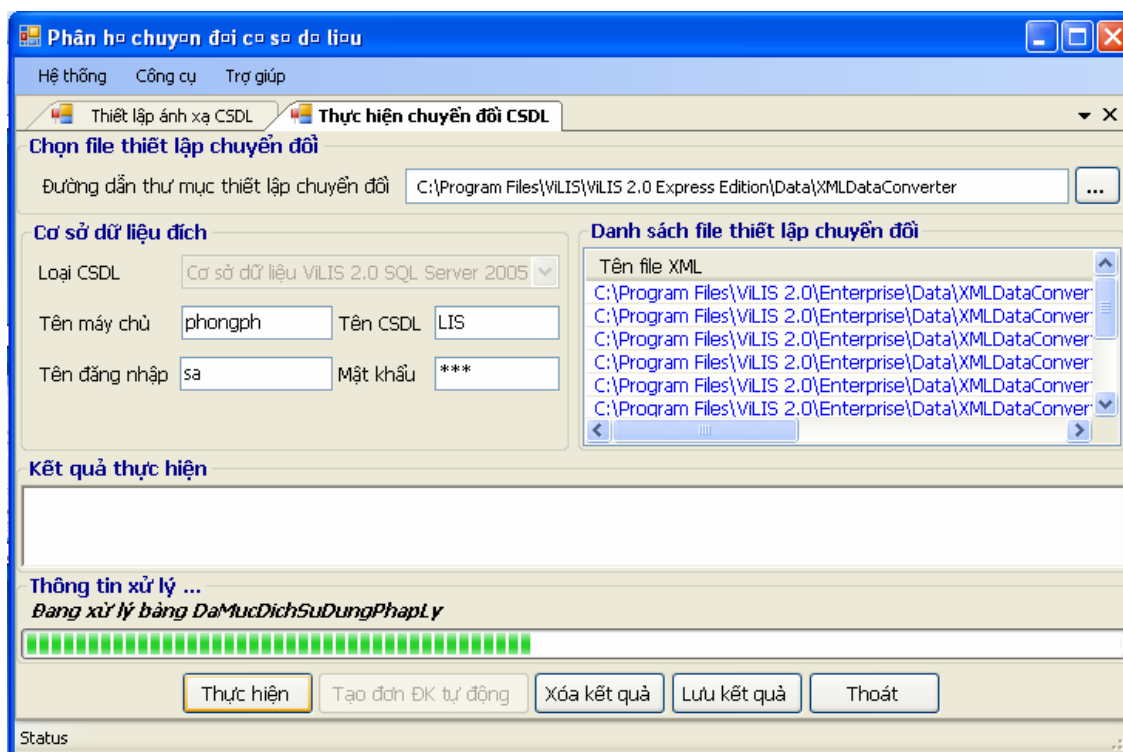 Phân h¤ chuy¤n đ¤i c¤ s¤ d¤ li¤u
Hệ thống Công cụ Trợ giúp
Thiết lập ánh xạ CSDL Thực hiện chuyển đổi CSDL
Chọn file thiết lập chuyển đổi
Đường dẫn thư mục thiết lập chuyển đổi C:\Program Files\ViLIS\ViLIS 2.0 Express Edition\Data\XMLDataConverter ...
Cơ sở dữ liệu đích
Loại CSDL Cơ sở dữ liệu ViLIS 2.0 SQL Server 2005
Tên máy chủ phongph Tên CSDL LIS
Tên đăng nhập sa Mật khẩu ***
Danh sách file thiết lập chuyển đổi
Tên file XML
C:\Program Files\ViLIS 2.0\Enterprise\Data\XMLDataConver
C:\Program Files\ViLIS 2.0\Enterprise\Data\XMLDataConver
C:\Program Files\ViLIS 2.0\Enterprise\Data\XMLDataConver
C:\Program Files\ViLIS 2.0\Enterprise\Data\XMLDataConver
C:\Program Files\ViLIS 2.0\Enterprise\Data\XMLDataConver
C:\Program Files\ViLIS 2.0\Enterprise\Data\XMLDataConver
Kết quả thực hiện
Thông tin xử lý ...
Đang xử lý bảng DaMucDichSuDungPhapLy
Thực hiện Tạo đơn ĐK tự động Xóa kết quả Lưu kết quả Thoát
Status